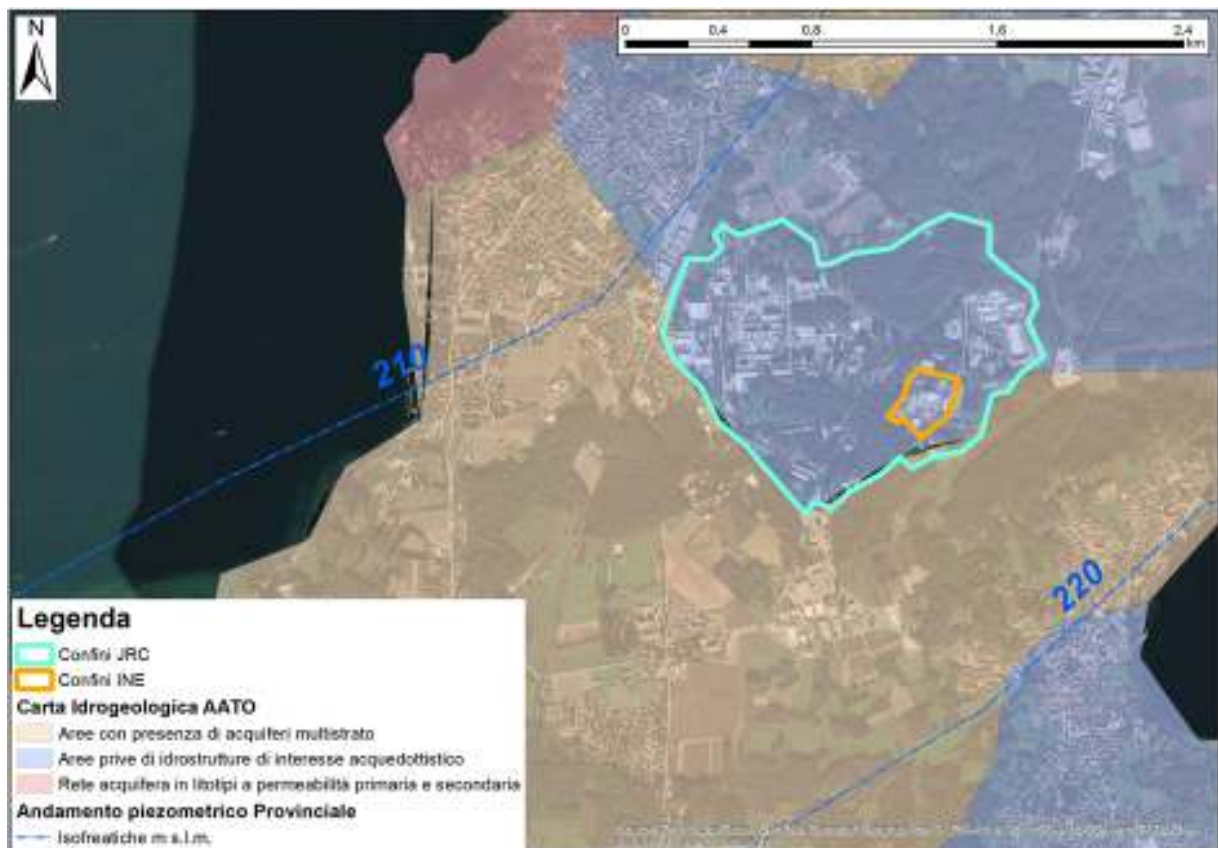 N
0 0,4 0,8 1,6 2,4
km
210
220
Legenda
Confini JRC
Confini INE
Carta Idrogeologica AATO
Aree con presenza di acquiferi multistrato
Aree prive di idrostrutture di interesse acquedottistico
Rete acquifera in litotipi a permeabilità primaria e secondaria
Andamento piezometrico Provinciale
Isofreatiche m s.l.m.